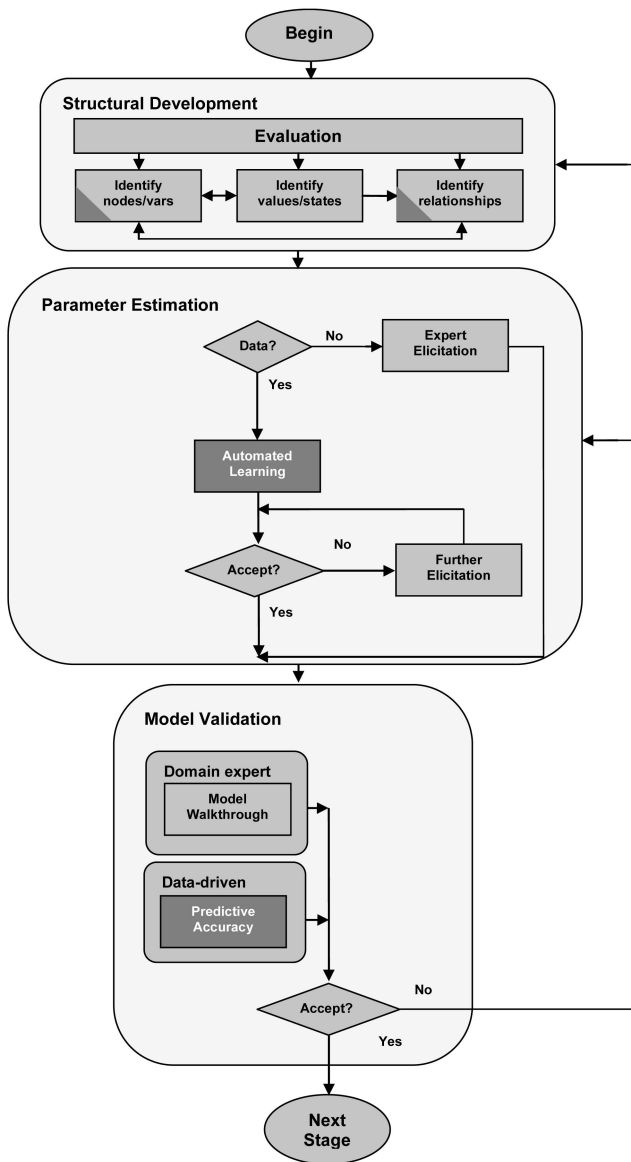 Begin
Structural Development
Evaluation
Identify
nodes/vars
Identify
values/states
Identify
relationships
Parameter Estimation
Data?
No
Expert
Elicitation
Yes
Automated
Learning
Accept?
No
Further
Elicitation
Yes
Model Validation
Domain expert
Model
Walkthrough
Data-driven
Predictive
Accuracy
Accept?
No
Yes
Next
Stage